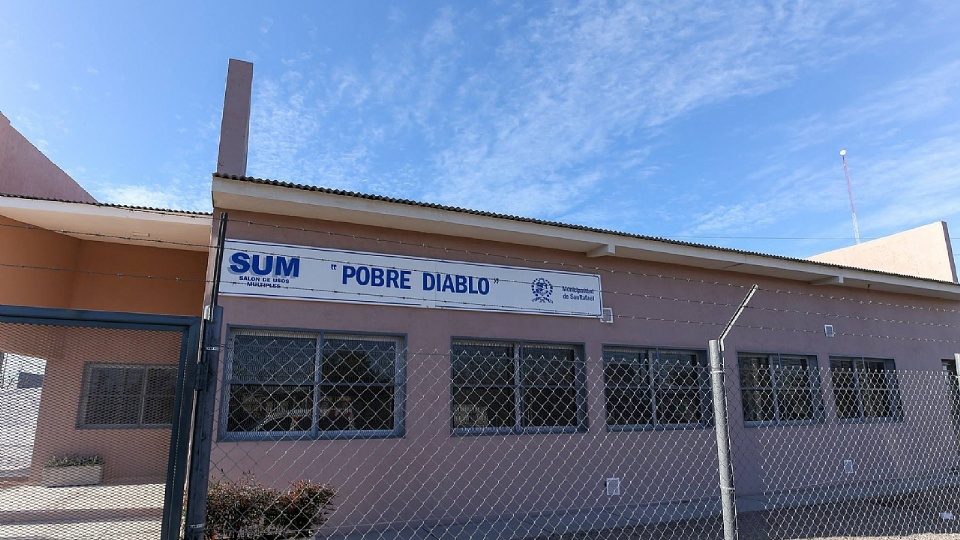 SUM
SALON DE USOS
MULTIPLES
"POBRE DIABLO"
Municipalidad
de San Rafael